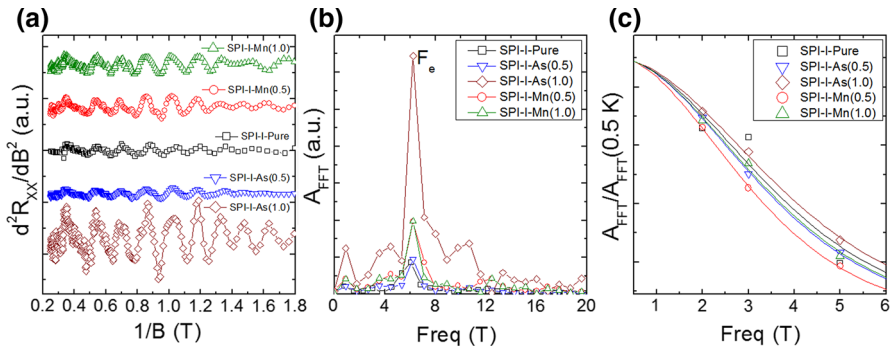 (a)
d²R_XX/dB² (a.u.)
SPI-I-Mn(1.0)
SPI-I-Mn(0.5)
SPI-I-Pure
SPI-I-As(0.5)
SPI-I-As(1.0)
0.2 0.4 0.6 0.8 1.0 1.2 1.4 1.6 1.8
1/B (T)
(b)
A_FFT (a.u.)
F_e
SPI-I-Pure
SPI-I-As(0.5)
SPI-I-As(1.0)
SPI-I-Mn(0.5)
SPI-I-Mn(1.0)
0 4 8 12 16 20
Freq (T)
(c)
A_FFT/A_FFT(0.5 K)
SPI-I-Pure
SPI-I-As(0.5)
SPI-I-As(1.0)
SPI-I-Mn(0.5)
SPI-I-Mn(1.0)
1 2 3 4 5 6
Freq (T)